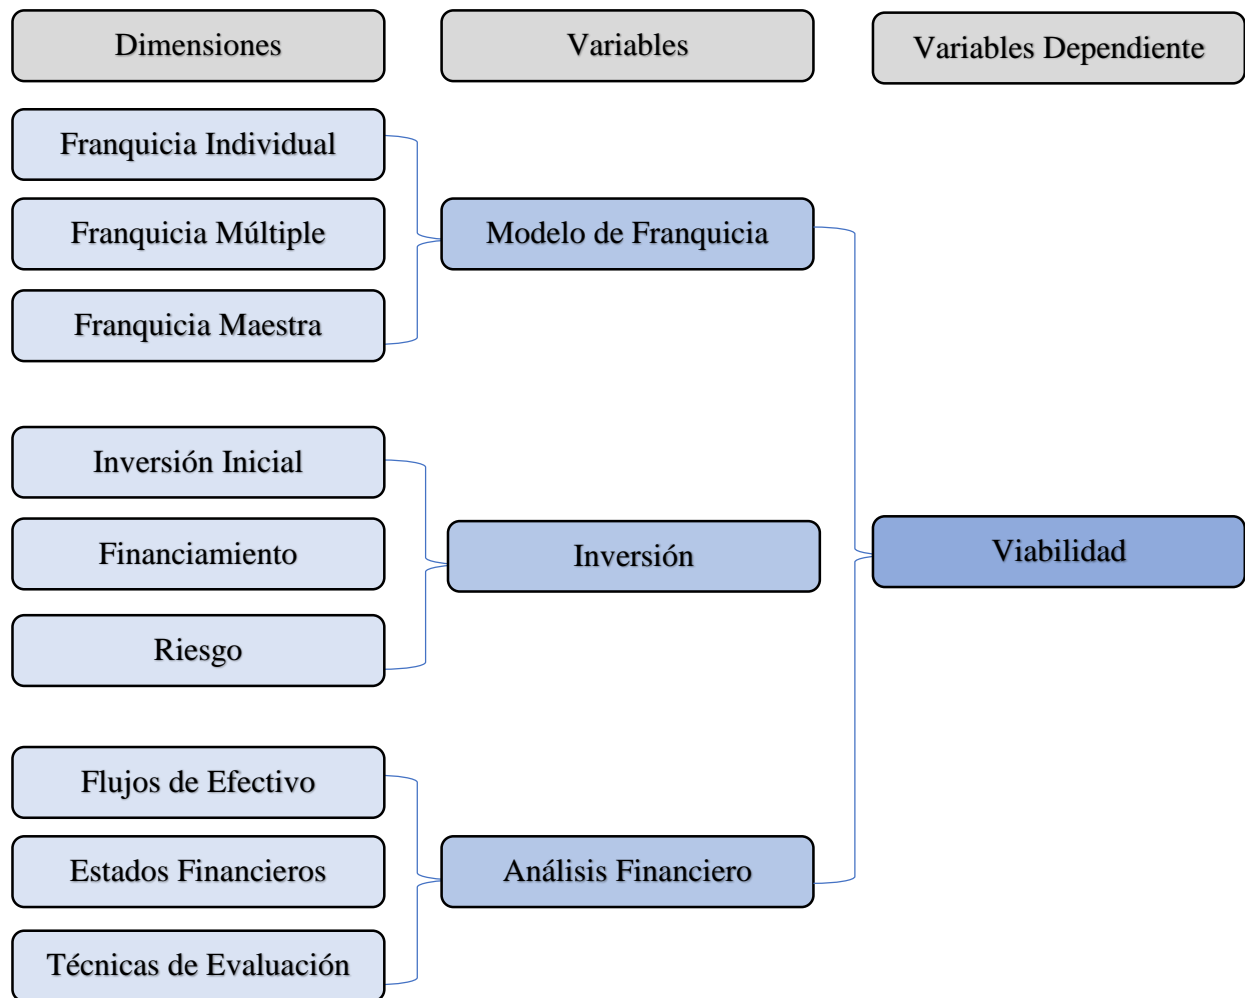 Dimensiones
Variables
Variables Dependiente
Franquicia Individual
Franquicia Múltiple
Modelo de Franquicia
Franquicia Maestra
Inversión Inicial
Financiamiento
Inversión
Viabilidad
Riesgo
Flujos de Efectivo
Estados Financieros
Análisis Financiero
Técnicas de Evaluación